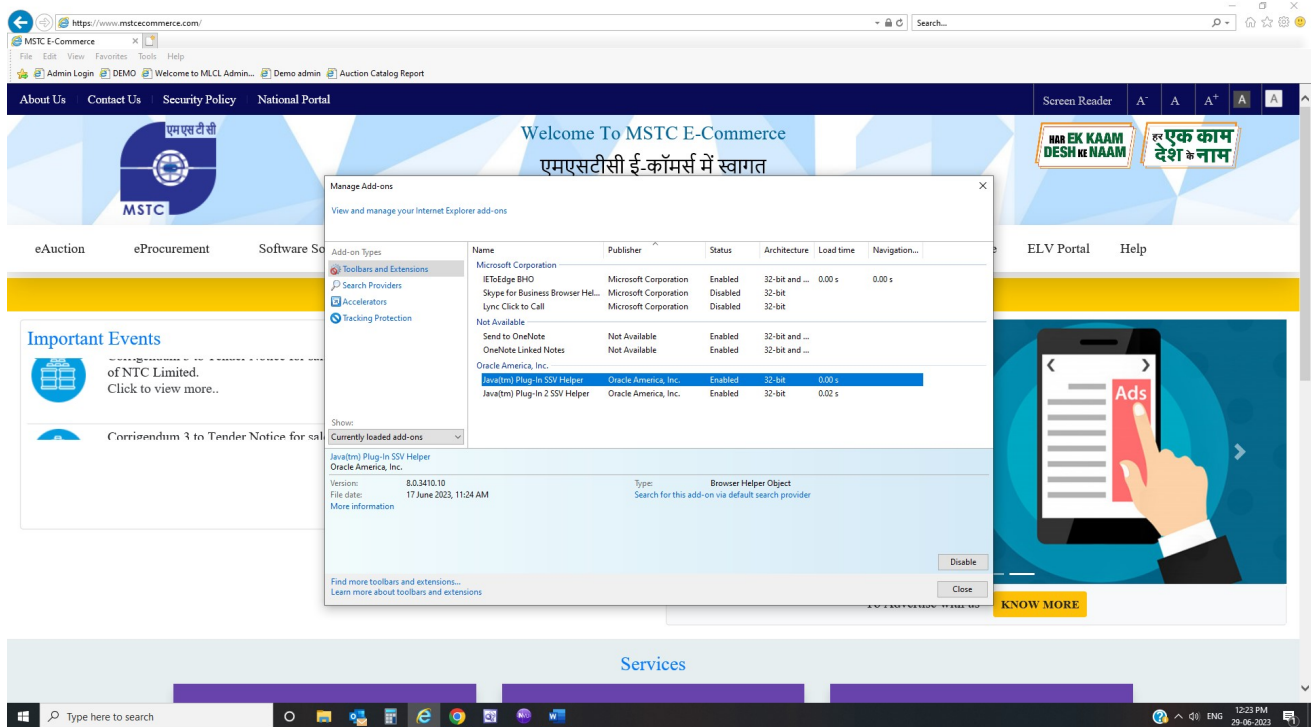 https://www.mstcecommerce.com/
Search...
MSTC E-Commerce
File Edit View Favorites Tools Help
Admin Login DEMO Welcome to MLCL Admin... Demo admin Auction Catalog Report
About Us Contact Us Security Policy National Portal Screen Reader A- A A+ A A
एमएसटीसी
MSTC
Welcome To MSTC E-Commerce
एमएसटीसी ई-कॉमर्स में स्वागत
HAR EK KAAM
DESH KE NAAM
हर एक काम
देश के नाम
eAuction eProcurement Software So ELV Portal Help
Manage Add-ons
View and manage your Internet Explorer add-ons
Add-on Types
Toolbars and Extensions
Search Providers
Accelerators
Tracking Protection
Show:
Currently loaded add-ons
Name Publisher Status Architecture Load time Navigation...
Microsoft Corporation
IEToEdge BHO Microsoft Corporation Enabled 32-bit and ... 0.00 s 0.00 s
Skype for Business Browser Hel... Microsoft Corporation Disabled 32-bit
Lync Click to Call Microsoft Corporation Disabled 32-bit
Not Available
Send to OneNote Not Available Enabled 32-bit and ...
OneNote Linked Notes Not Available Enabled 32-bit and ...
Oracle America, Inc.
Java(tm) Plug-In SSV Helper Oracle America, Inc. Enabled 32-bit 0.00 s
Java(tm) Plug-In 2 SSV Helper Oracle America, Inc. Enabled 32-bit 0.02 s
Java(tm) Plug-In SSV Helper
Oracle America, Inc.
Version: 8.0.3410.10 Type: Browser Helper Object
File date: 17 June 2023, 11:24 AM Search for this add-on via default search provider
More information
Disable
Find more toolbars and extensions...
Learn more about toolbars and extensions
Close
Important Events
Corrigendum 3 to Tender Notice for sal
of NTC Limited.
Click to view more..
Corrigendum 3 to Tender Notice for sal
Ads
To Advertise with us KNOW MORE
Services
Type here to search
ENG
12:23 PM
29-06-2023